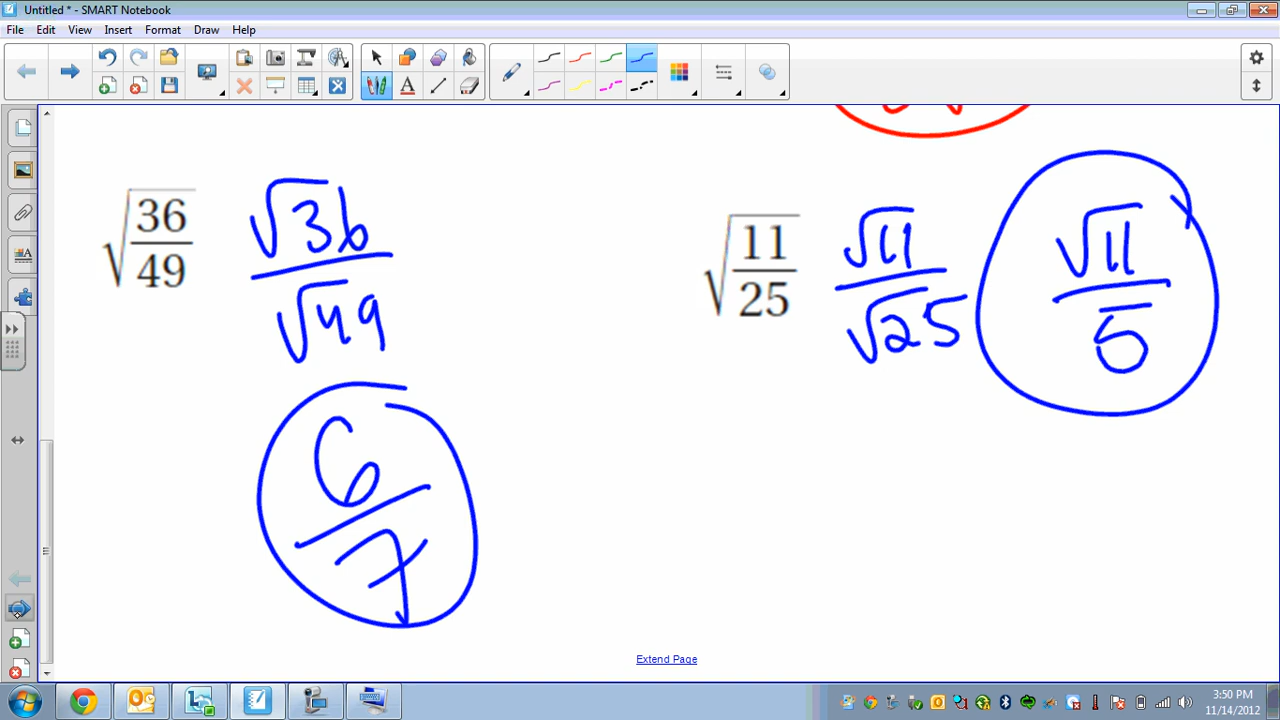 Untitled * - SMART Notebook
File Edit View Insert Format Draw Help
√(36/49) √36/√49
6/7
√(11/25) √11/√25 √11/5
Extend Page
3:50 PM
11/14/2012